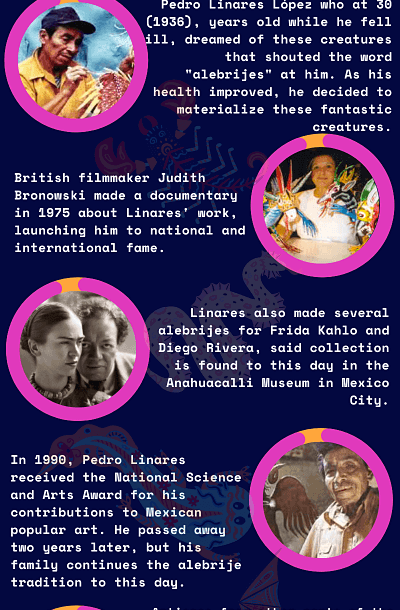 Pedro Linares López who at 30
(1936), years old while he fell
ill, dreamed of these creatures
that shouted the word
"alebrijes" at him. As his
health improved, he decided to
materialize these fantastic
creatures.
British filmmaker Judith
Bronowski made a documentary
in 1975 about Linares' work,
launching him to national and
international fame.
Linares also made several
alebrijes for Frida Kahlo and
Diego Rivera, said collection
is found to this day in the
Anahuacalli Museum in Mexico
City.
In 1990, Pedro Linares
received the National Science
and Arts Award for his
contributions to Mexican
popular art. He passed away
two years later, but his
family continues the alebrije
tradition to this day.